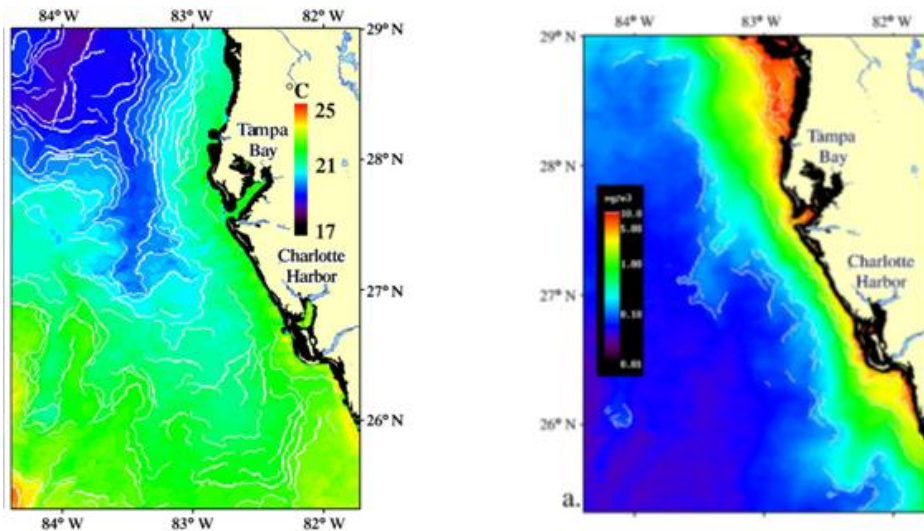 84° W 83° W 82° W
29° N
°C
25
21
17
Tampa
Bay
28° N
Charlotte
Harbor
27° N
26° N
84° W 83° W 82° W
84 W 83° W 82° W
29° N
28° N
27° N
26° N
Tampa
Bay
mg/m3
10.0
5.00
1.00
0.10
0.01
Charlotte
Harbor
a.